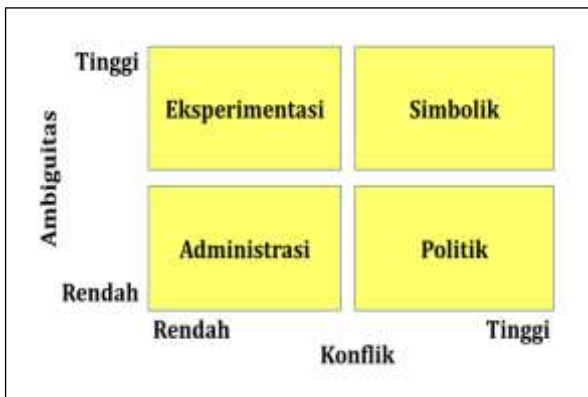 Tinggi
Eksperimentasi
Simbolik
Ambiguitas
Administrasi
Politik
Rendah
Rendah
Tinggi
Konflik